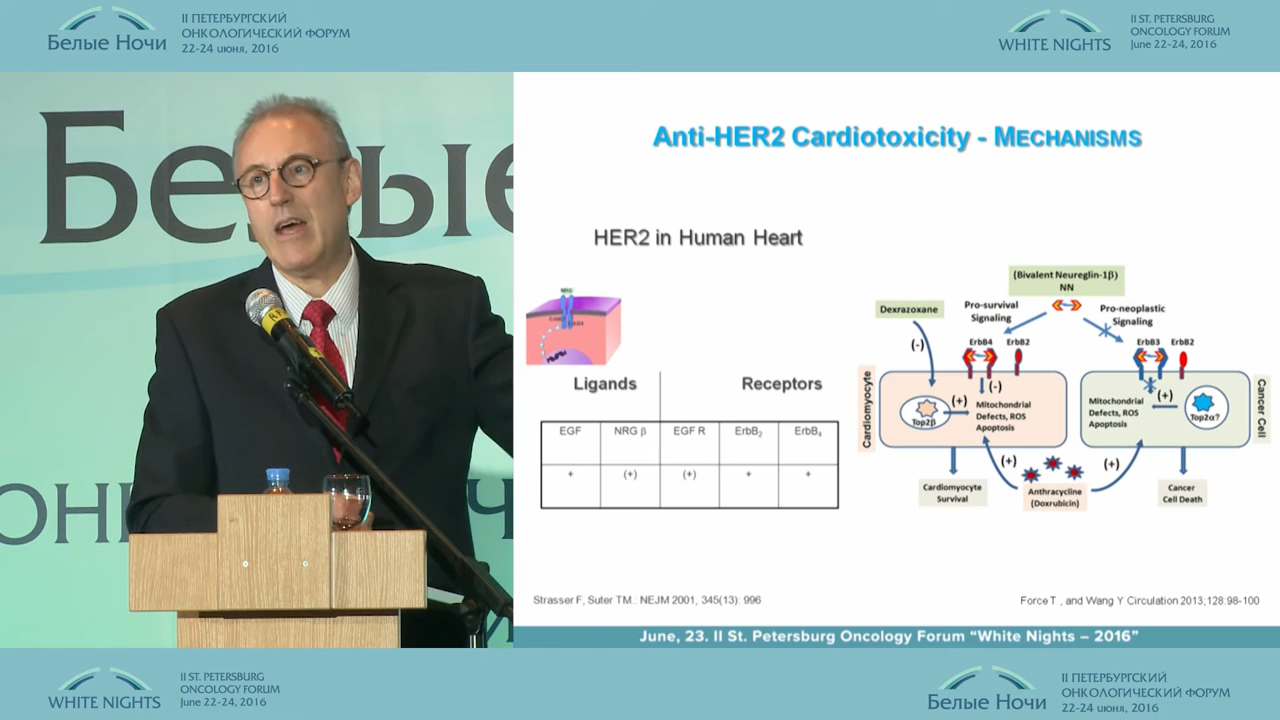 Белые Ночи
II ПЕТЕРБУРГСКИЙ
ОНКОЛОГИЧЕСКИЙ ФОРУМ
22-24 июня, 2016
WHITE NIGHTS
II ST. PETERSBURG
ONCOLOGY FORUM
June 22-24, 2016
Белые
ОН
Anti-HER2 Cardiotoxicity - MECHANISMS
HER2 in Human Heart
NRG
Ligands Receptors
EGF NRG β EGF R ErbB2 ErbB4
+ (+) (+) + +
(Bivalent Neureglin-1β)
NN
Dexrazoane
Pro-survival
Signaling
Pro-neoplastic
Signaling
(-)
ErbB4 ErbB2
ErbB3 ErbB2
Cardiomyocyte
Top2β
(+)
(-)
Mitochondrial
Defects, ROS
Apoptosis
Mitochondrial
Defects, ROS
Apoptosis
(+)
Top2α?
Cancer Cell
(+)
(+)
Cardiomyocyte
Survival
Anthracycline
(Doxrubicin)
Cancer
Cell Death
Strasser F, Suter TM.: NEJM 2001, 345(13): 996
Force T , and Wang Y Circulation 2013;128:98-100
June, 23. II St. Petersburg Oncology Forum “White Nights – 2016”
WHITE NIGHTS
II ST. PETERSBURG
ONCOLOGY FORUM
June 22-24, 2016
Белые Ночи
II ПЕТЕРБУРГСКИЙ
ОНКОЛОГИЧЕСКИЙ ФОРУМ
22-24 июня, 2016